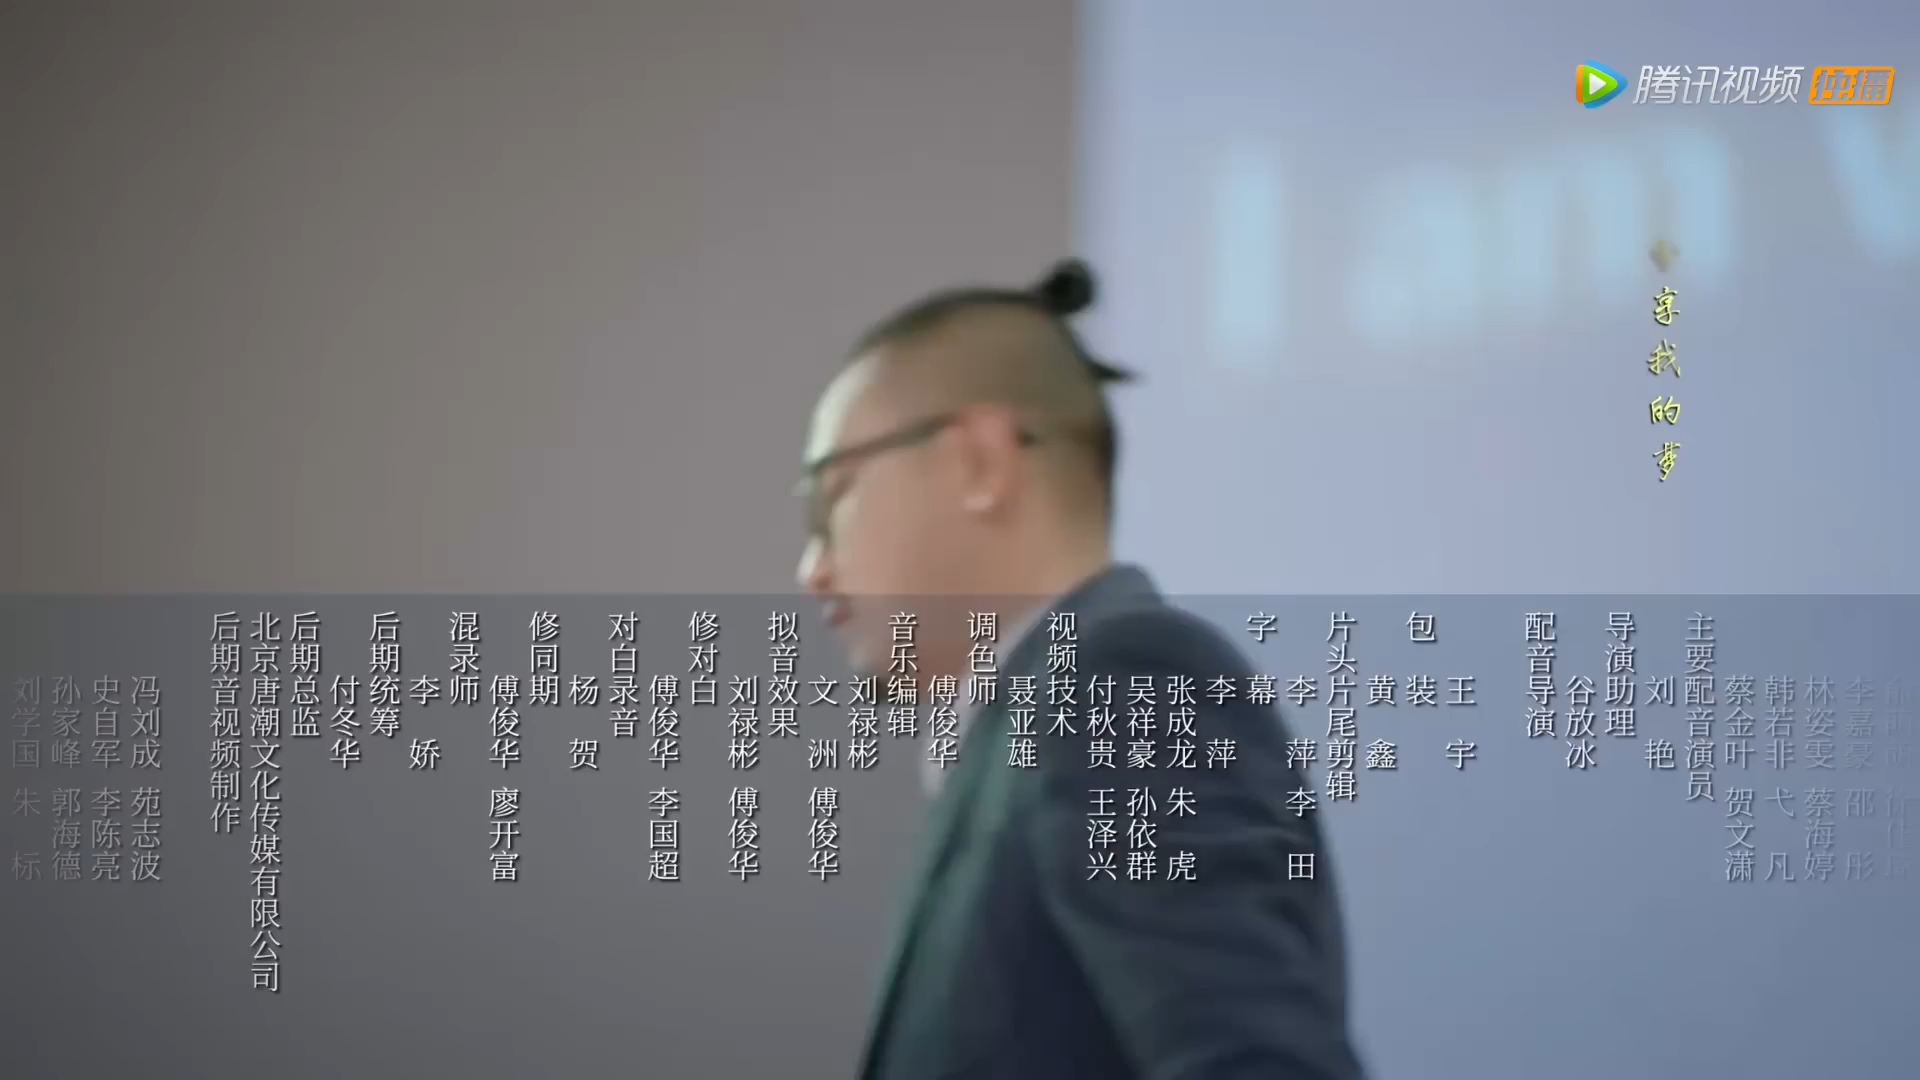 腾讯视频 独播
I am
享我的梦
冯刘成 苑志波
史自军 李陈亮
孙家峰 郭海德
刘学国 朱标
后期音视频制作
北京唐潮文化传媒有限公司
后期总监
付冬华
后期统筹
李娇
混录师
傅俊华 廖开富
修同期
杨贺
对白录音
傅俊华 李国超
修对白
刘禄彬 傅俊华
拟音效果
文洲 傅俊华
刘禄彬
音乐编辑
傅俊华
调色师
聂亚雄
视频技术
付秋贵 王泽兴
吴祥豪 孙依群
张成龙 朱虎
李萍
字幕
李萍 李田
片头片尾剪辑
黄鑫
包装
王宇
配音导演
谷放冰
导演助理
刘艳
主要配音演员
蔡金叶 贺文潇
韩若非 弋凡
林姿雯 蔡海婷
李嘉豪 邵彤